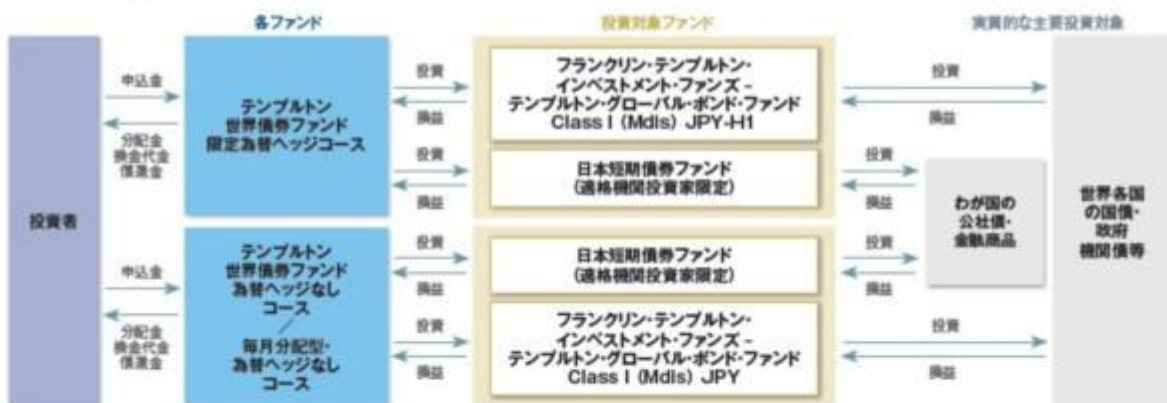 各ファンド
投資対象ファンド
実質的な主要投資対象
投資者
申込金
分配金
換金代金
償還金
テンプルトン
世界債券ファンド
限定為替ヘッジコース
投資
損益
フランクリン・テンプルトン・
インベストメント・ファンズ－
テンプルトン・グローバル・ボンド・ファンド
Class I (Mdis) JPY-H1
投資
損益
投資
損益
日本短期債券ファンド
(適格機関投資家限定)
投資
損益
わが国の
公社債・
金融商品
世界各国
の国債・
政府
機関債等
申込金
分配金
換金代金
償還金
テンプルトン
世界債券ファンド
為替ヘッジなし
コース
／
毎月分配型・
為替ヘッジなし
コース
投資
損益
日本短期債券ファンド
(適格機関投資家限定)
投資
損益
投資
損益
フランクリン・テンプルトン・
インベストメント・ファンズ－
テンプルトン・グローバル・ボンド・ファンド
Class I (Mdis) JPY
投資
損益